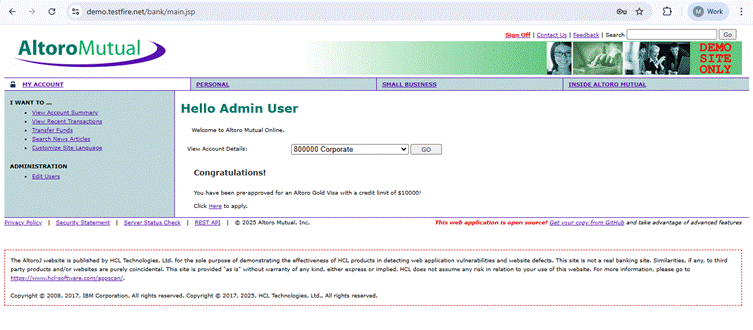 demo.testfire.net/bank/main.jsp
M Work
Sign Off | Contact Us | Feedback | Search Go
AltoroMutual
DEMO
SITE
ONLY
MY ACCOUNT PERSONAL SMALL BUSINESS INSIDE ALTORO MUTUAL
I WANT TO ...
View Account Summary
View Recent Transactions
Transfer Funds
Search News Articles
Customize Site Language
ADMINISTRATION
Edit Users
Hello Admin User
Welcome to Altoro Mutual Online.
View Account Details: 800000 Corporate GO
Congratulations!
You have been pre-approved for an Altoro Gold Visa with a credit limit of $10000!
Click Here to apply.
Privacy Policy | Security Statement | Server Status Check | REST API | © 2025 Altoro Mutual, Inc. This web application is open source! Get your copy from GitHub and take advantage of advanced features
The AltoroJ website is published by HCL Technologies, Ltd. for the sole purpose of demonstrating the effectiveness of HCL products in detecting web application vulnerabilities and website defects. This site is not a real banking site. Similarities, if any, to third
party products and/or websites are purely coincidental. This site is provided "as is" without warranty of any kind, either express or implied. HCL does not assume any risk in relation to your use of this website. For more information, please go to
https://www.hcl-software.com/appscan/.
Copyright © 2008, 2017, IBM Corporation, All rights reserved. Copyright © 2017, 2025, HCL Technologies, Ltd., All rights reserved.